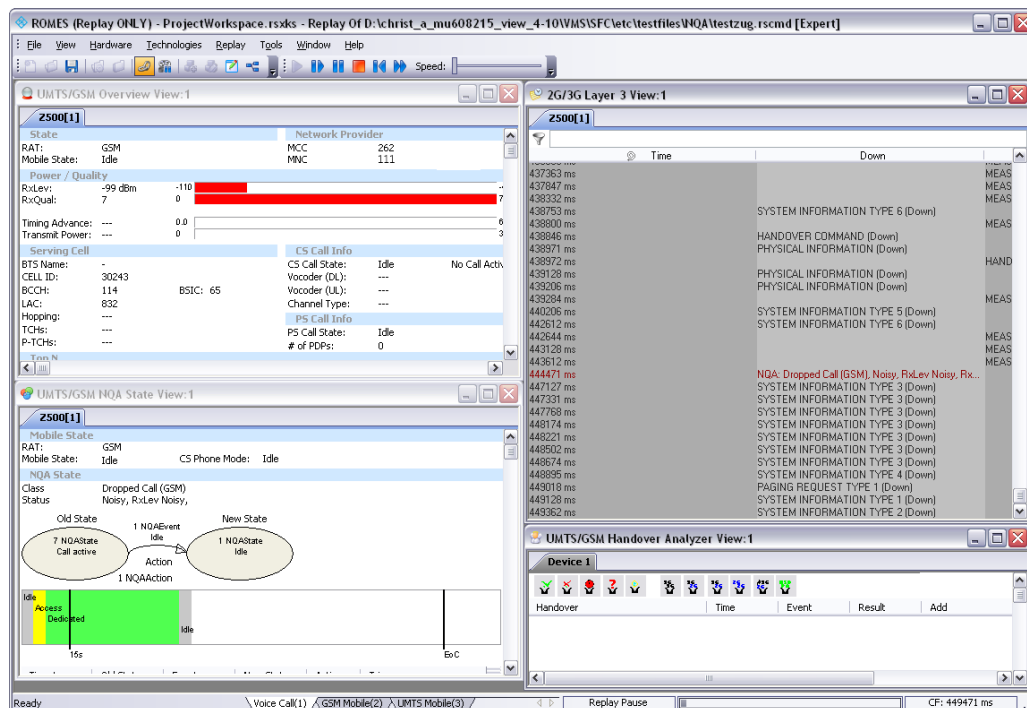 ROMES (Replay ONLY) - ProjectWorkspace.rsxks - Replay Of D:\christ_a_mu608215_view_4-10\VMS\SFC\etc\testfiles\NQA\testzug.rscmd [Expert]
File View Hardware Technologies Replay Tools Window Help
Speed:
UMTS/GSM Overview View:1
Z500[1]
State Network Provider
RAT: GSM MCC 262
Mobile State: Idle MNC 111
Power / Quality
RxLev: -99 dBm -110
RxQual: 7 0 7
Timing Advance: --- 0.0 6
Transmit Power: --- 0 3
Serving Cell CS Call Info
BTS Name: - CS Call State: Idle No Call Activ
CELL ID: 30243 Vocoder (DL): ---
BCCH: 114 BSIC: 65 Vocoder (UL): ---
LAC: 832 Channel Type: ---
Hopping: --- PS Call Info
TCHs: --- PS Call State: Idle
P-TCHs: --- # of PDPs: 0
Top N
UMTS/GSM NQA State View:1
Z500[1]
Mobile State
RAT: GSM
Mobile State: Idle CS Phone Mode: Idle
NQA State
Class Dropped Call (GSM)
Status Noisy, RxLev Noisy,
Old State New State
1 NQAEvent
Idle
7 NQAState
Call active
1 NQAState
Idle
Action
1 NQAAction
Idle
Access
Dedicated
Idle
15s EoC
2G/3G Layer 3 View:1
Z500[1]
Time Down
437363 ms MEAS
437847 ms MEAS
438332 ms MEAS
438753 ms SYSTEM INFORMATION TYPE 6 (Down)
438800 ms MEAS
438846 ms HANDOVER COMMAND (Down)
438971 ms PHYSICAL INFORMATION (Down)
438972 ms HAND
439128 ms PHYSICAL INFORMATION (Down)
439206 ms PHYSICAL INFORMATION (Down)
439284 ms MEAS
440206 ms SYSTEM INFORMATION TYPE 5 (Down)
442612 ms SYSTEM INFORMATION TYPE 6 (Down)
442644 ms MEAS
443128 ms MEAS
443612 ms MEAS
444471 ms NQA: Dropped Call (GSM), Noisy, RxLev Noisy, Rx...
447127 ms SYSTEM INFORMATION TYPE 3 (Down)
447331 ms SYSTEM INFORMATION TYPE 3 (Down)
447768 ms SYSTEM INFORMATION TYPE 3 (Down)
448174 ms SYSTEM INFORMATION TYPE 3 (Down)
448221 ms SYSTEM INFORMATION TYPE 3 (Down)
448502 ms SYSTEM INFORMATION TYPE 3 (Down)
448674 ms SYSTEM INFORMATION TYPE 3 (Down)
448895 ms SYSTEM INFORMATION TYPE 4 (Down)
449018 ms PAGING REQUEST TYPE 1 (Down)
449128 ms SYSTEM INFORMATION TYPE 1 (Down)
449362 ms SYSTEM INFORMATION TYPE 2 (Down)
UMTS/GSM Handover Analyzer View:1
Device 1
Handover Time Event Result Add
Ready Voice Call(1) GSM Mobile(2) UMTS Mobile(3) Replay Pause CF: 449471 ms